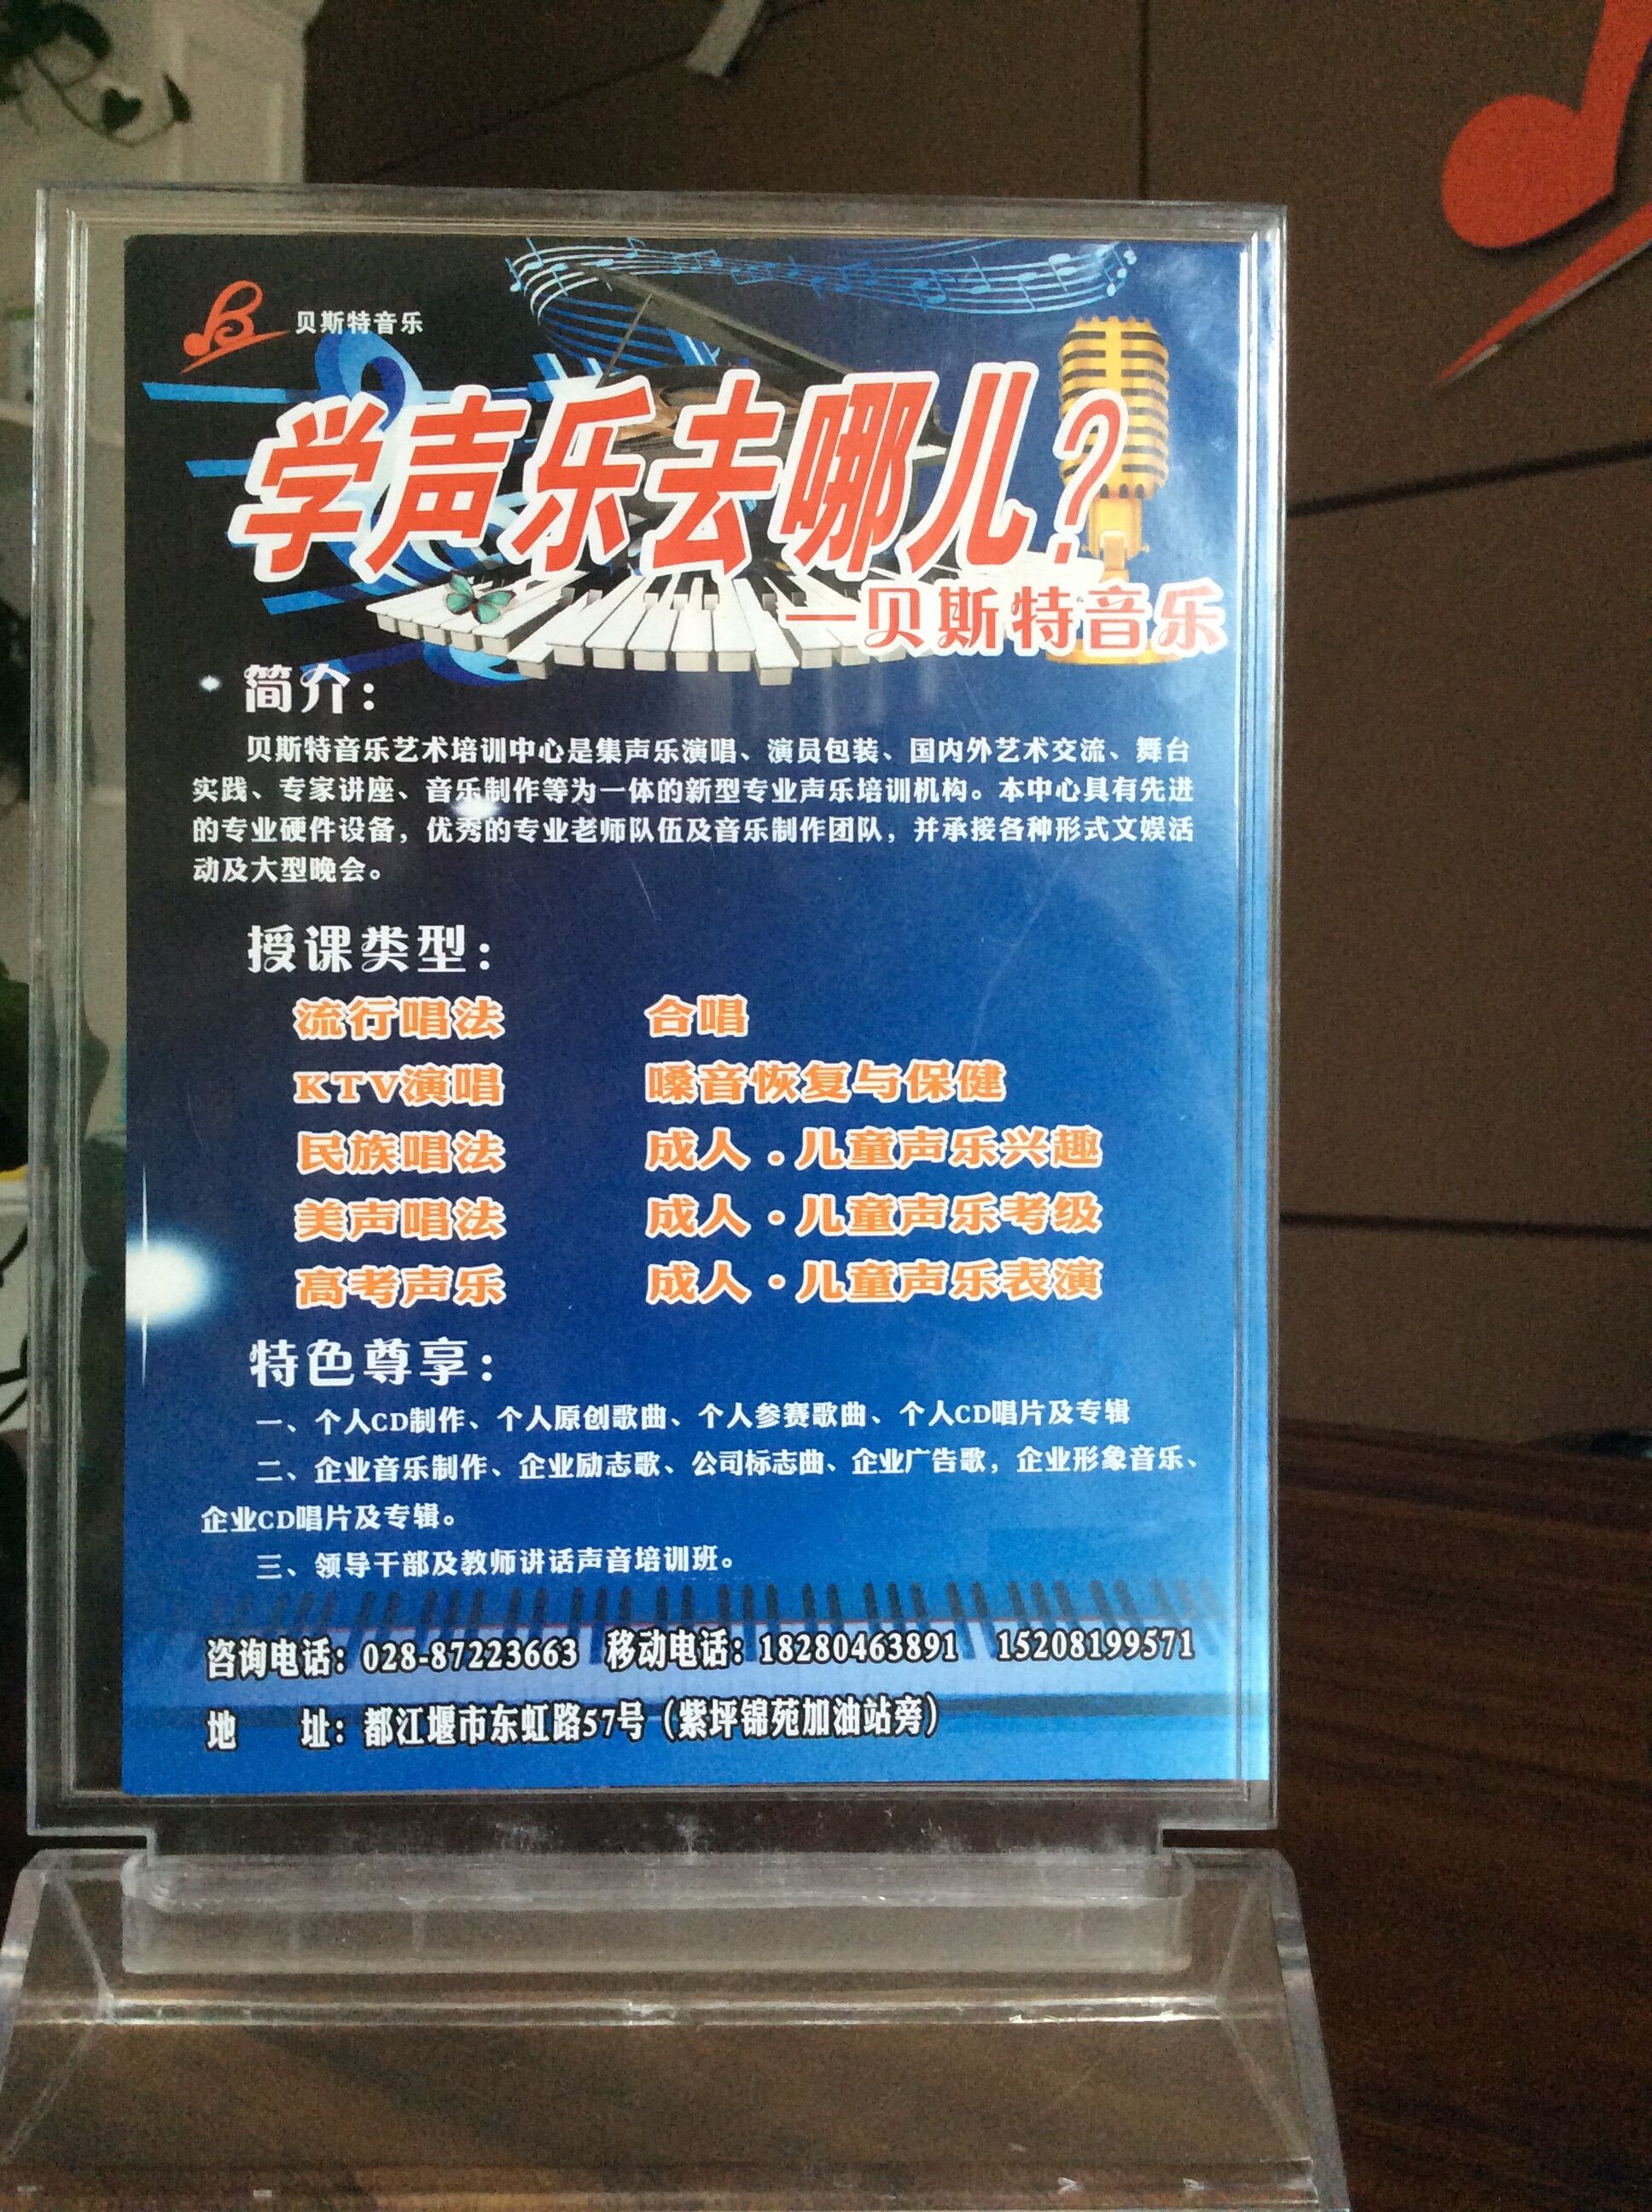 贝斯特音乐
学声乐去哪儿?
—贝斯特音乐
简介：
贝斯特音乐艺术培训中心是集声乐演唱、演员包装、国内外艺术交流、舞台
实践、专家讲座、音乐制作等为一体的新型专业声乐培训机构。本中心具有先进
的专业硬件设备，优秀的专业老师队伍及音乐制作团队，并承接各种形式文娱活
动及大型晚会。
授课类型：
流行唱法 合唱
KTV演唱 嗓音恢复与保健
民族唱法 成人．儿童声乐兴趣
美声唱法 成人·儿童声乐考级
高考声乐 成人·儿童声乐表演
特色尊享：
一、个人CD制作、个人原创歌曲、个人参赛歌曲、个人CD唱片及专辑
二、企业音乐制作、企业励志歌、公司标志曲、企业广告歌，企业形象音乐、
企业CD唱片及专辑。
三、领导干部及教师讲话声音培训班。
咨询电话：028-87223663 移动电话：18280463891 15208199571
地 址：都江堰市东虹路57号（紫坪锦苑加油站旁）